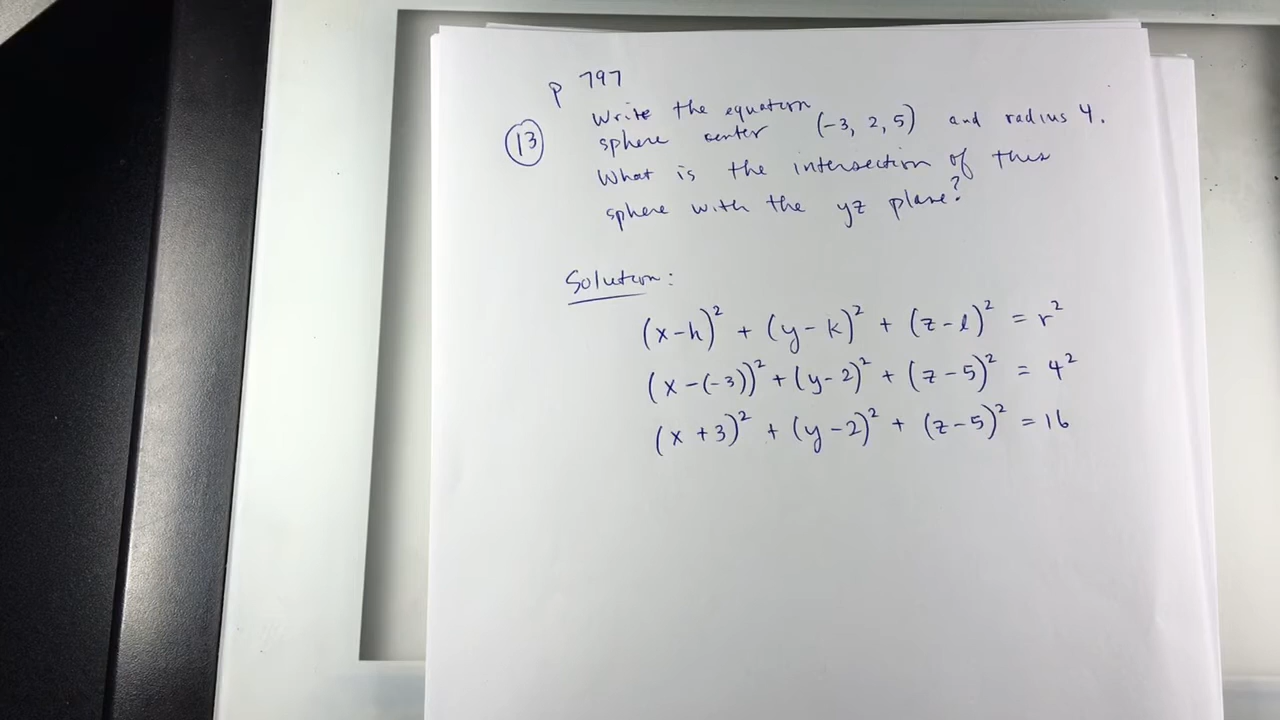 p 797
(13) Write the equation
sphere center (-3, 2, 5) and radius 4.
What is the intersection of this
sphere with the yz plane?
Solution:
(x-h)² + (y-k)² + (z-l)² = r²
(x-(-3))² + (y-2)² + (z-5)² = 4²
(x+3)² + (y-2)² + (z-5)² = 16